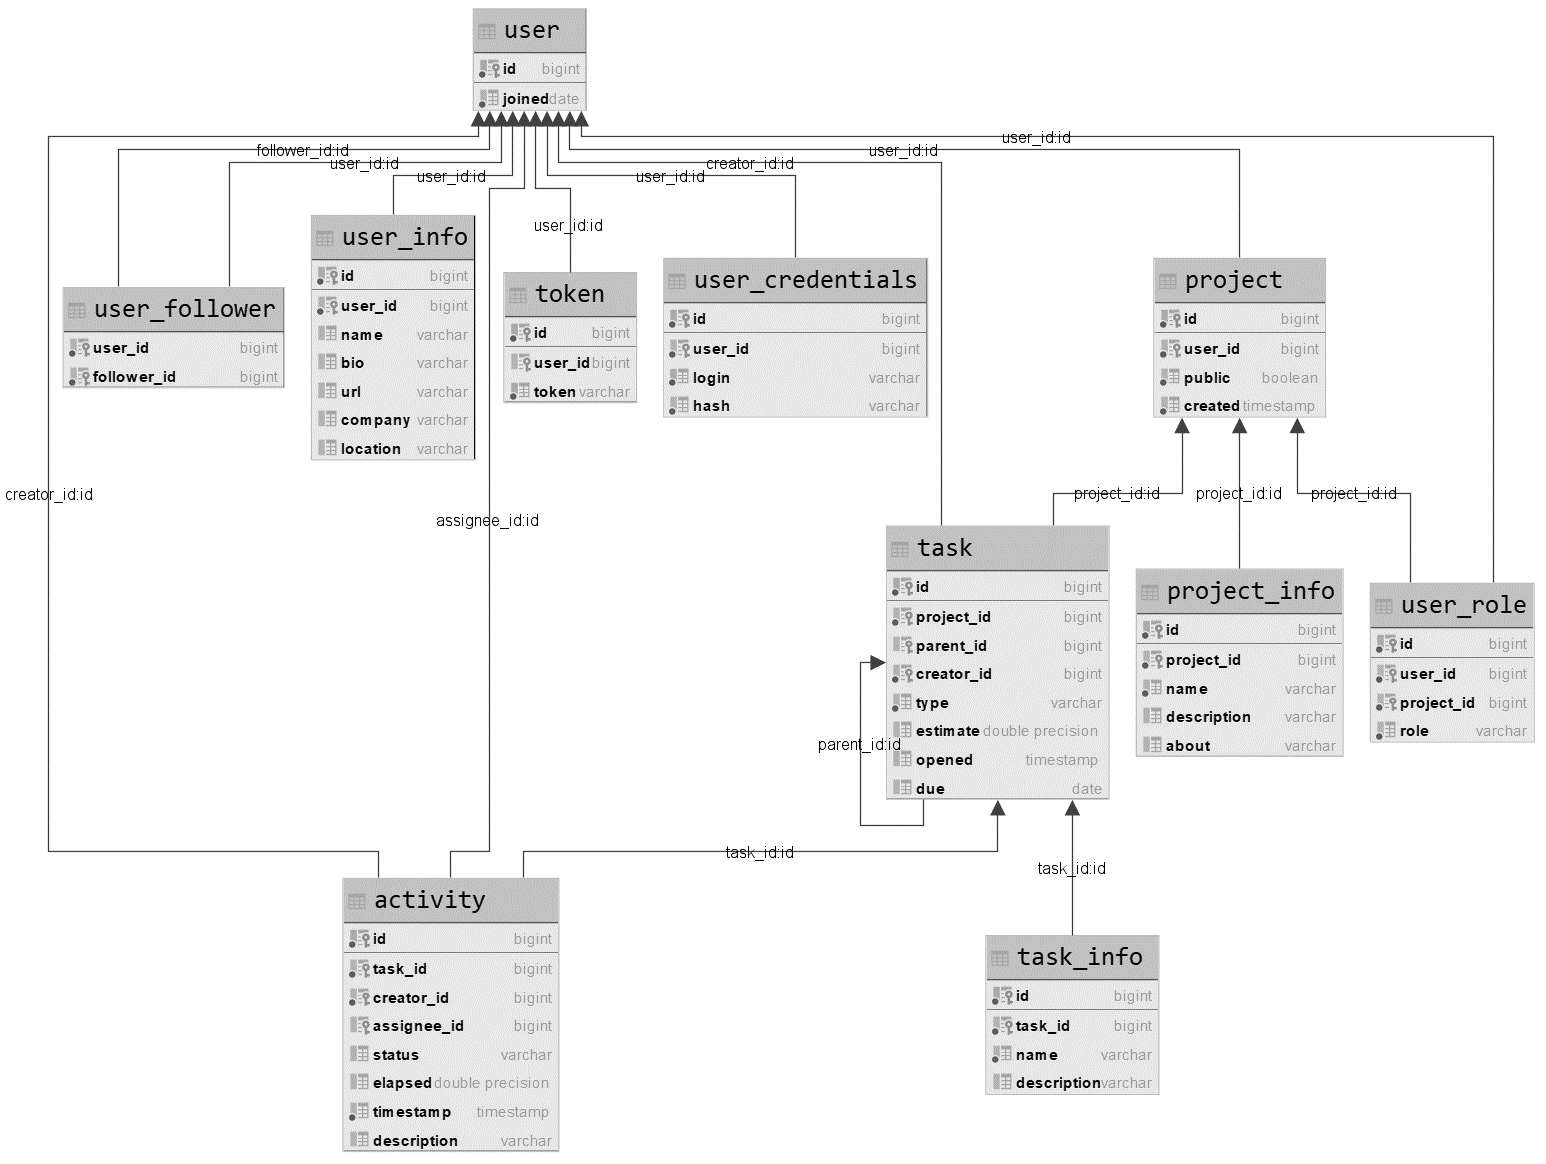 user
id bigint
joined date
user_id:id
follower_id:id
user_id:id
creator_id:id
user_id:id
user_id:id
user_id:id
user_id:id
user_follower
user_id bigint
follower_id bigint
user_info
id bigint
user_id bigint
name varchar
bio varchar
url varchar
company varchar
location varchar
token
id bigint
user_id bigint
token varchar
user_credentials
id bigint
user_id bigint
login varchar
hash varchar
project
id bigint
user_id bigint
public boolean
created timestamp
creator_id:id
assignee_id:id
project_id:id
project_id:id
project_id:id
task
id bigint
project_id bigint
parent_id bigint
creator_id bigint
type varchar
estimate double precision
opened timestamp
due date
parent_id:id
project_info
id bigint
project_id bigint
name varchar
description varchar
about varchar
user_role
id bigint
user_id bigint
project_id bigint
role varchar
task_id:id
task_id:id
activity
id bigint
task_id bigint
creator_id bigint
assignee_id bigint
status varchar
elapsed double precision
timestamp timestamp
description varchar
task_info
id bigint
task_id bigint
name varchar
description varchar